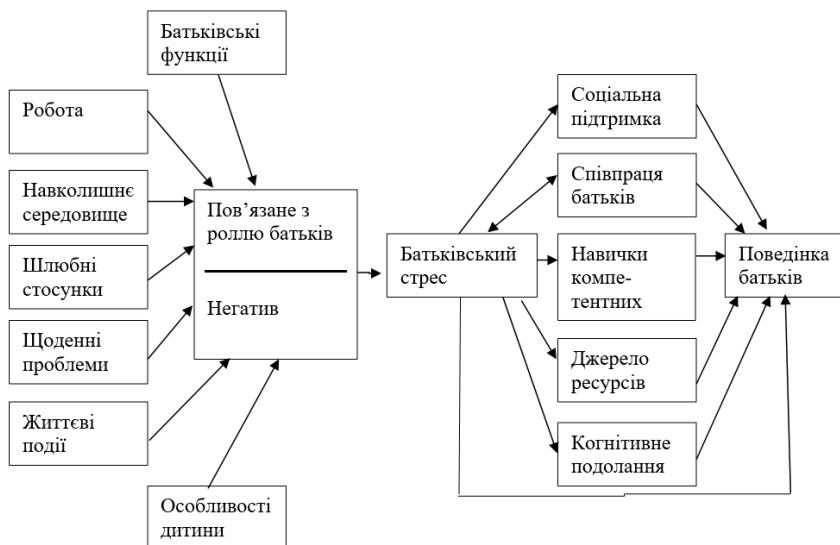 Батьківські
функції
Робота
Навколишнє
середовище
Шлюбні
стосунки
Щоденні
проблеми
Життєві
події
Особливості
дитини
Пов’язане з
роллю батьків
Негатив
Батьківський
стрес
Соціальна
підтримка
Співпраця
батьків
Навички
компе-
тентних
Джерело
ресурсів
Когнітивне
подолання
Поведінка
батьків